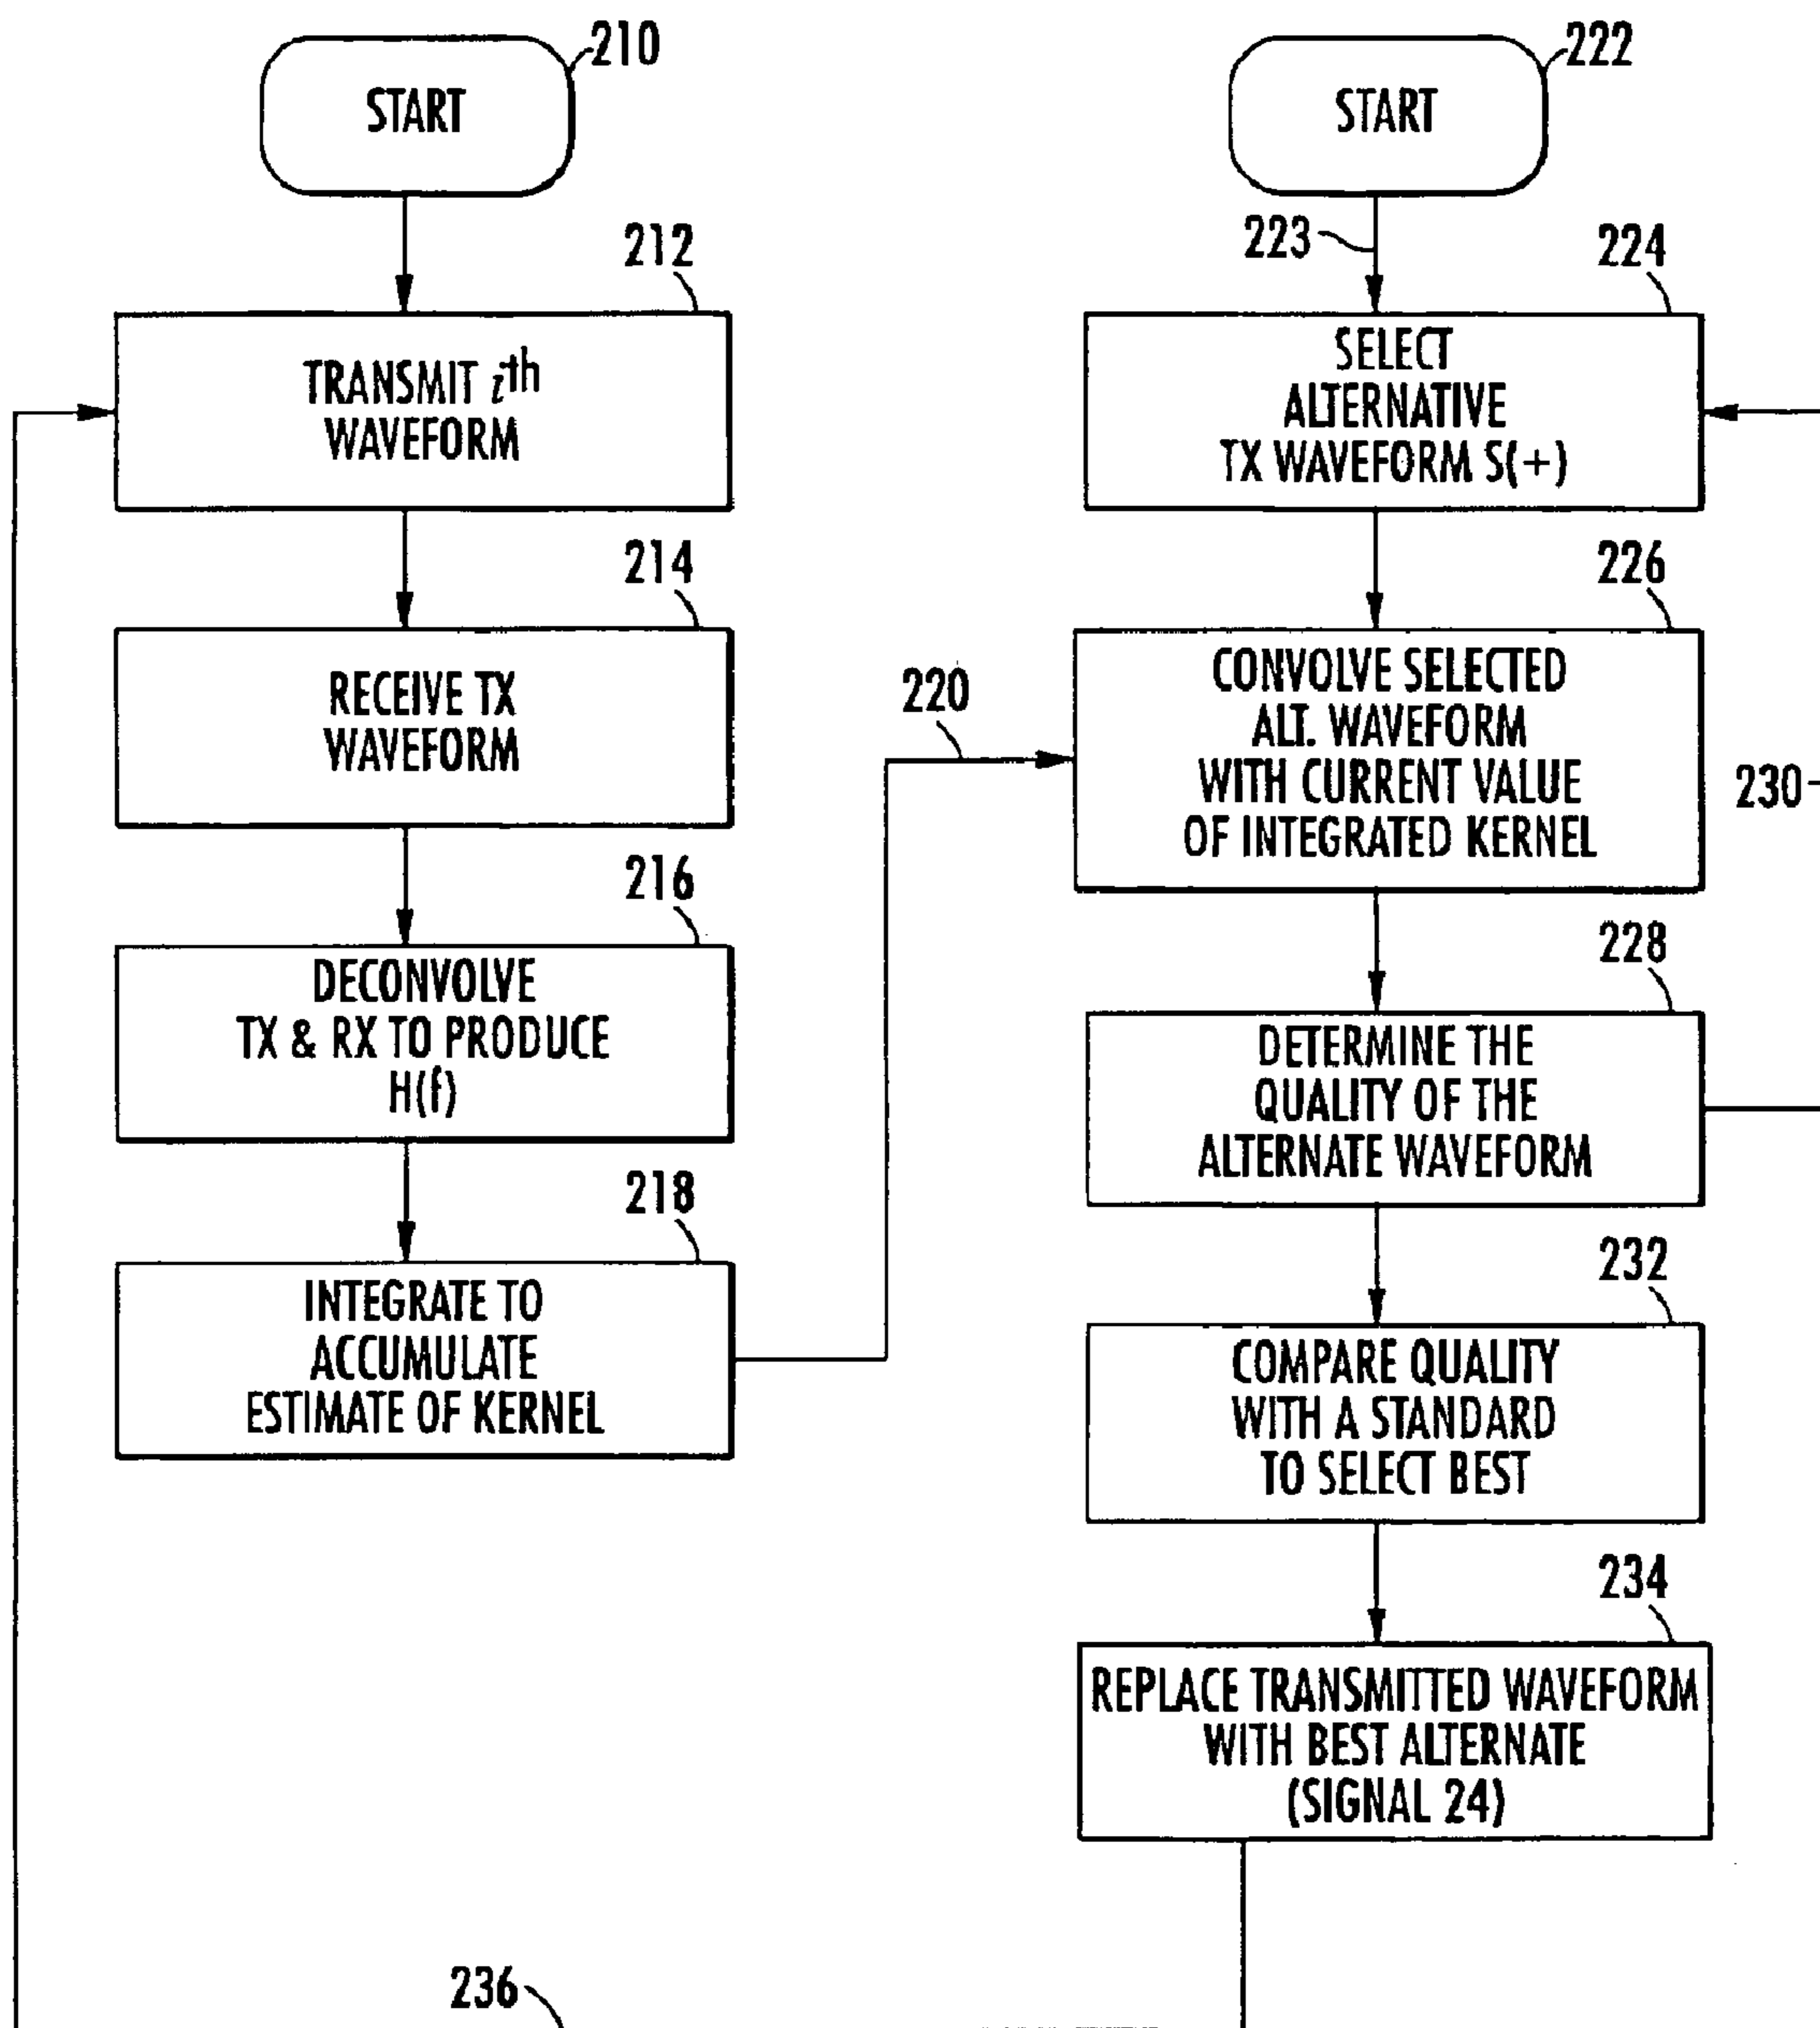 210
START
212
TRANSMIT ith
WAVEFORM
214
RECEIVE TX
WAVEFORM
216
DECONVOLVE
TX & RX TO PRODUCE
H(f)
218
INTEGRATE TO
ACCUMULATE
ESTIMATE OF KERNEL
220
222
START
223
224
SELECT
ALTERNATIVE
TX WAVEFORM S(+)
226
CONVOLVE SELECTED
ALT. WAVEFORM
WITH CURRENT VALUE
OF INTEGRATED KERNEL
230
228
DETERMINE THE
QUALITY OF THE
ALTERNATE WAVEFORM
232
COMPARE QUALITY
WITH A STANDARD
TO SELECT BEST
234
REPLACE TRANSMITTED WAVEFORM
WITH BEST ALTERNATE
(SIGNAL 24)
236